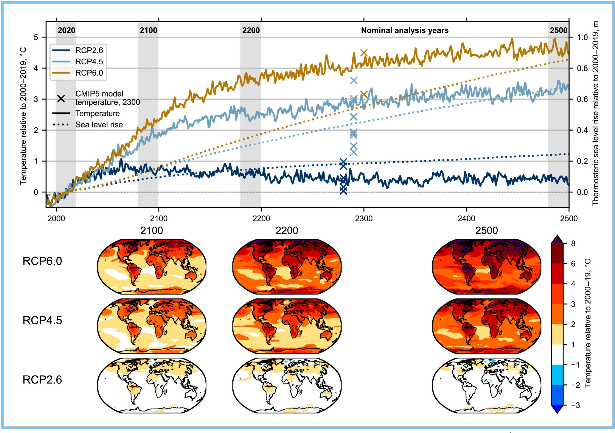 2020 2100 2200 Nominal analysis years 2500
RCP2.6
RCP4.5
RCP6.0
CMIP5 model
temperature, 2300
Temperature
Sea level rise
Temperature relative to 2000–2019, °C
5
4
3
2
1
0
1.0
0.8
0.6
0.4
0.2
0.0
Thermosteric sea level rise relative to 2000–2019, m
2000 2100 2200 2300 2400 2500
2100 2200 2500
RCP6.0
RCP4.5
RCP2.6
8
6
4
3
2
1
−1
−2
−3
Temperature relative to 2000–19, °C